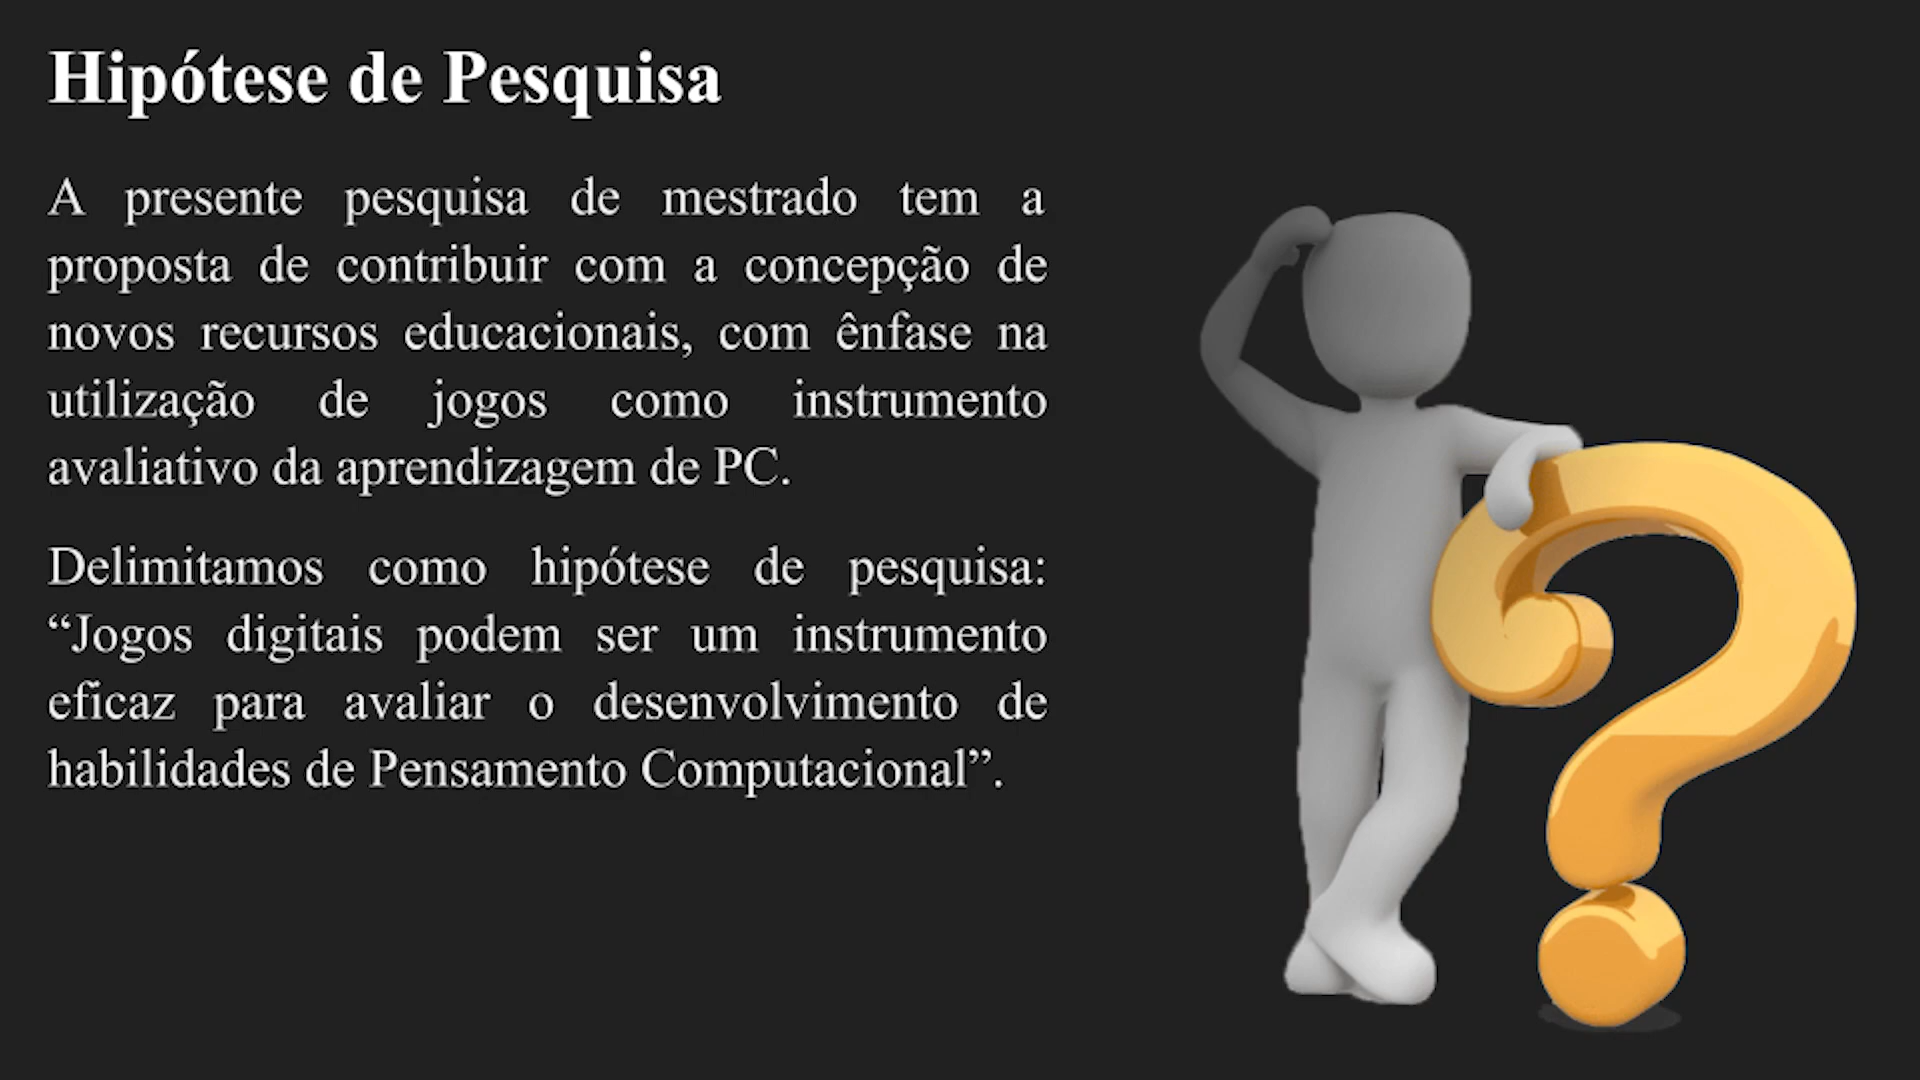 Hipótese de Pesquisa
A presente pesquisa de mestrado tem a
proposta de contribuir com a concepção de
novos recursos educacionais, com ênfase na
utilização de jogos como instrumento
avaliativo da aprendizagem de PC.
Delimitamos como hipótese de pesquisa:
“Jogos digitais podem ser um instrumento
eficaz para avaliar o desenvolvimento de
habilidades de Pensamento Computacional”.